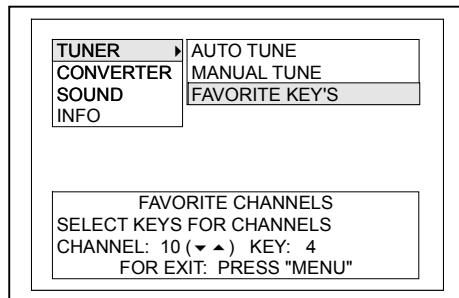 TUNER ▸ AUTO TUNE
CONVERTER MANUAL TUNE
SOUND FAVORITE KEY'S
INFO
FAVORITE CHANNELS
SELECT KEYS FOR CHANNELS
CHANNEL: 10 (▾ ▴) KEY: 4
FOR EXIT: PRESS "MENU"